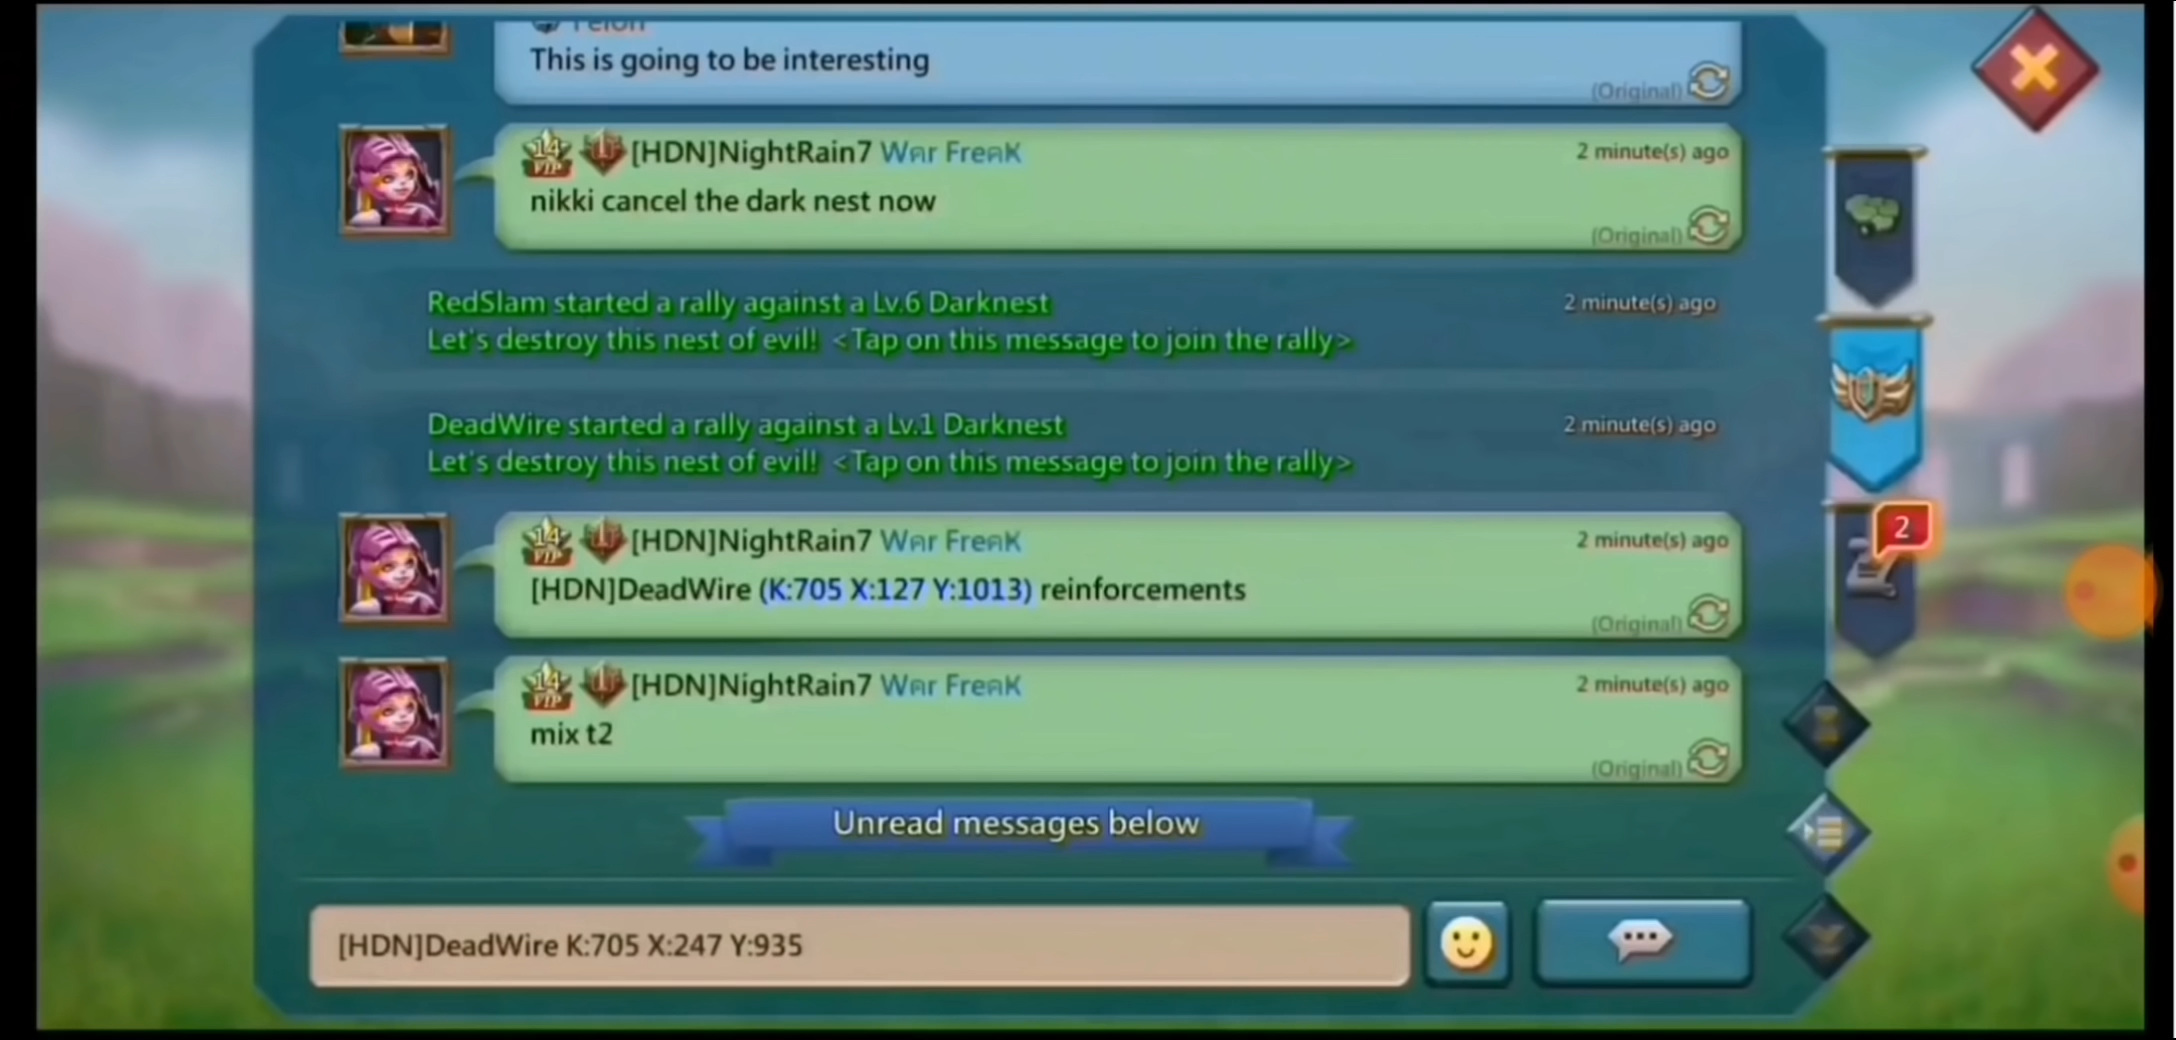 This is going to be interesting
(Original)
14 VIP [HDN]NightRain7 War FreaK 2 minute(s) ago
nikki cancel the dark nest now
(Original)
RedSlam started a rally against a Lv.6 Darknest 2 minute(s) ago
Let's destroy this nest of evil! <Tap on this message to join the rally>
DeadWire started a rally against a Lv.1 Darknest 2 minute(s) ago
Let's destroy this nest of evil! <Tap on this message to join the rally>
14 VIP [HDN]NightRain7 War FreaK 2 minute(s) ago
[HDN]DeadWire (K:705 X:127 Y:1013) reinforcements
(Original)
2
14 VIP [HDN]NightRain7 War FreaK 2 minute(s) ago
mix t2
(Original)
Unread messages below
[HDN]DeadWire K:705 X:247 Y:935